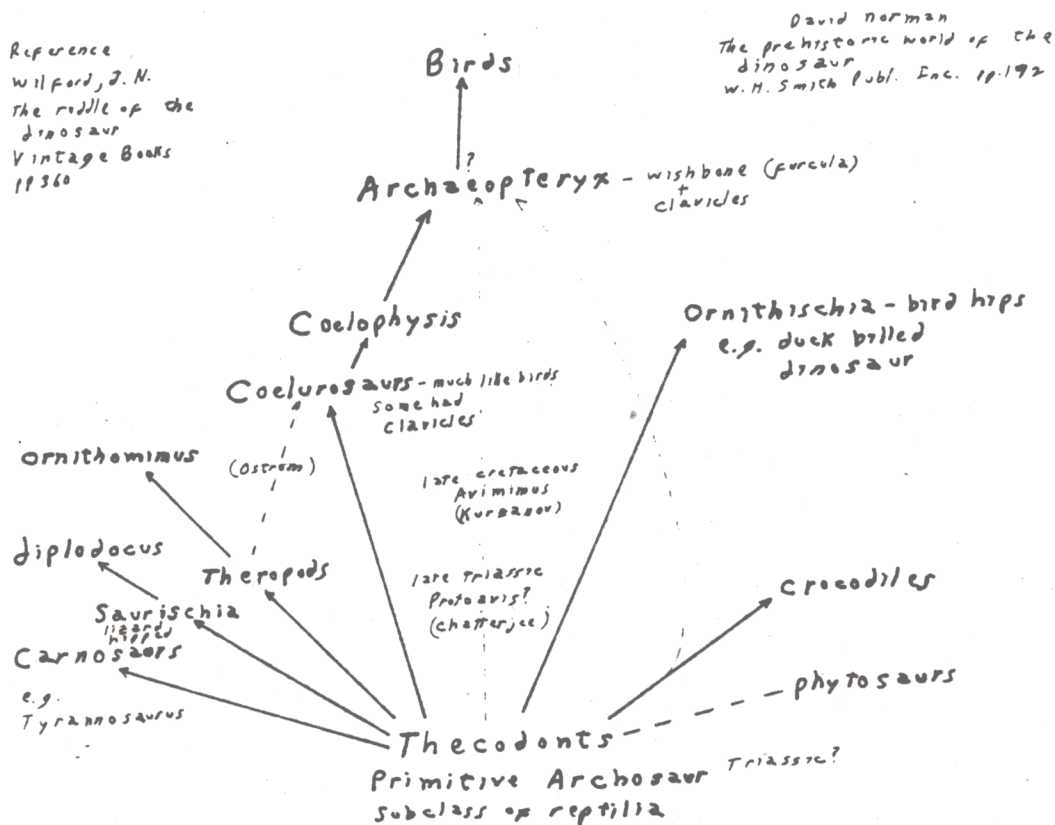 Reference
Wilford, J. N.
The riddle of the
dinosaur
Vintage Books
pp 360
David Norman
The prehistoric world of the
dinosaur
W. H. Smith Publ. Inc. pp. 192
Birds
?
Archaeopteryx - wishbone (furcula)
+
clavicles
Coelophysis
Ornithischia - bird hips
e.g. duck billed
dinosaur
Coelurosaurs - much like birds
Some had
Clavicles
Ornithomimus
(Ostrom)
late cretaceous
Avimimus
(Kurzanov)
diplodocus
Theropods
late Triassic
Protoavis?
(Chatterjee)
Crocodiles
Saurischia
lizard
hipped
Carnosaurs
e.g.
Tyrannosaurus
phytosaurs
Thecodonts
Primitive Archosaur Triassic?
Subclass of reptilia